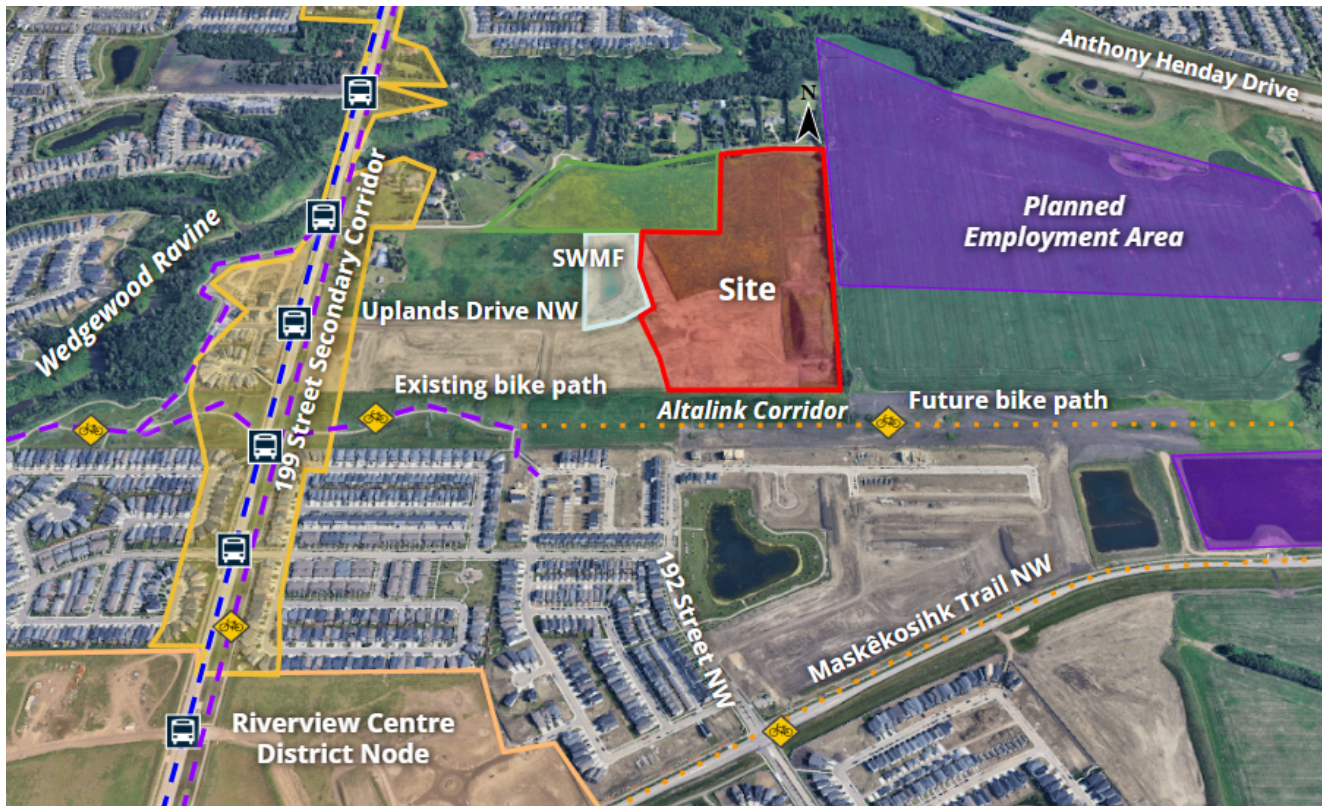 Anthony Henday Drive
N
Planned
Employment Area
199 Street Secondary Corridor
Wedgewood Ravine
SWMF
Site
Uplands Drive NW
Existing bike path
Altalink Corridor
Future bike path
192 Street NW
Maskêkosihk Trail NW
Riverview Centre
District Node